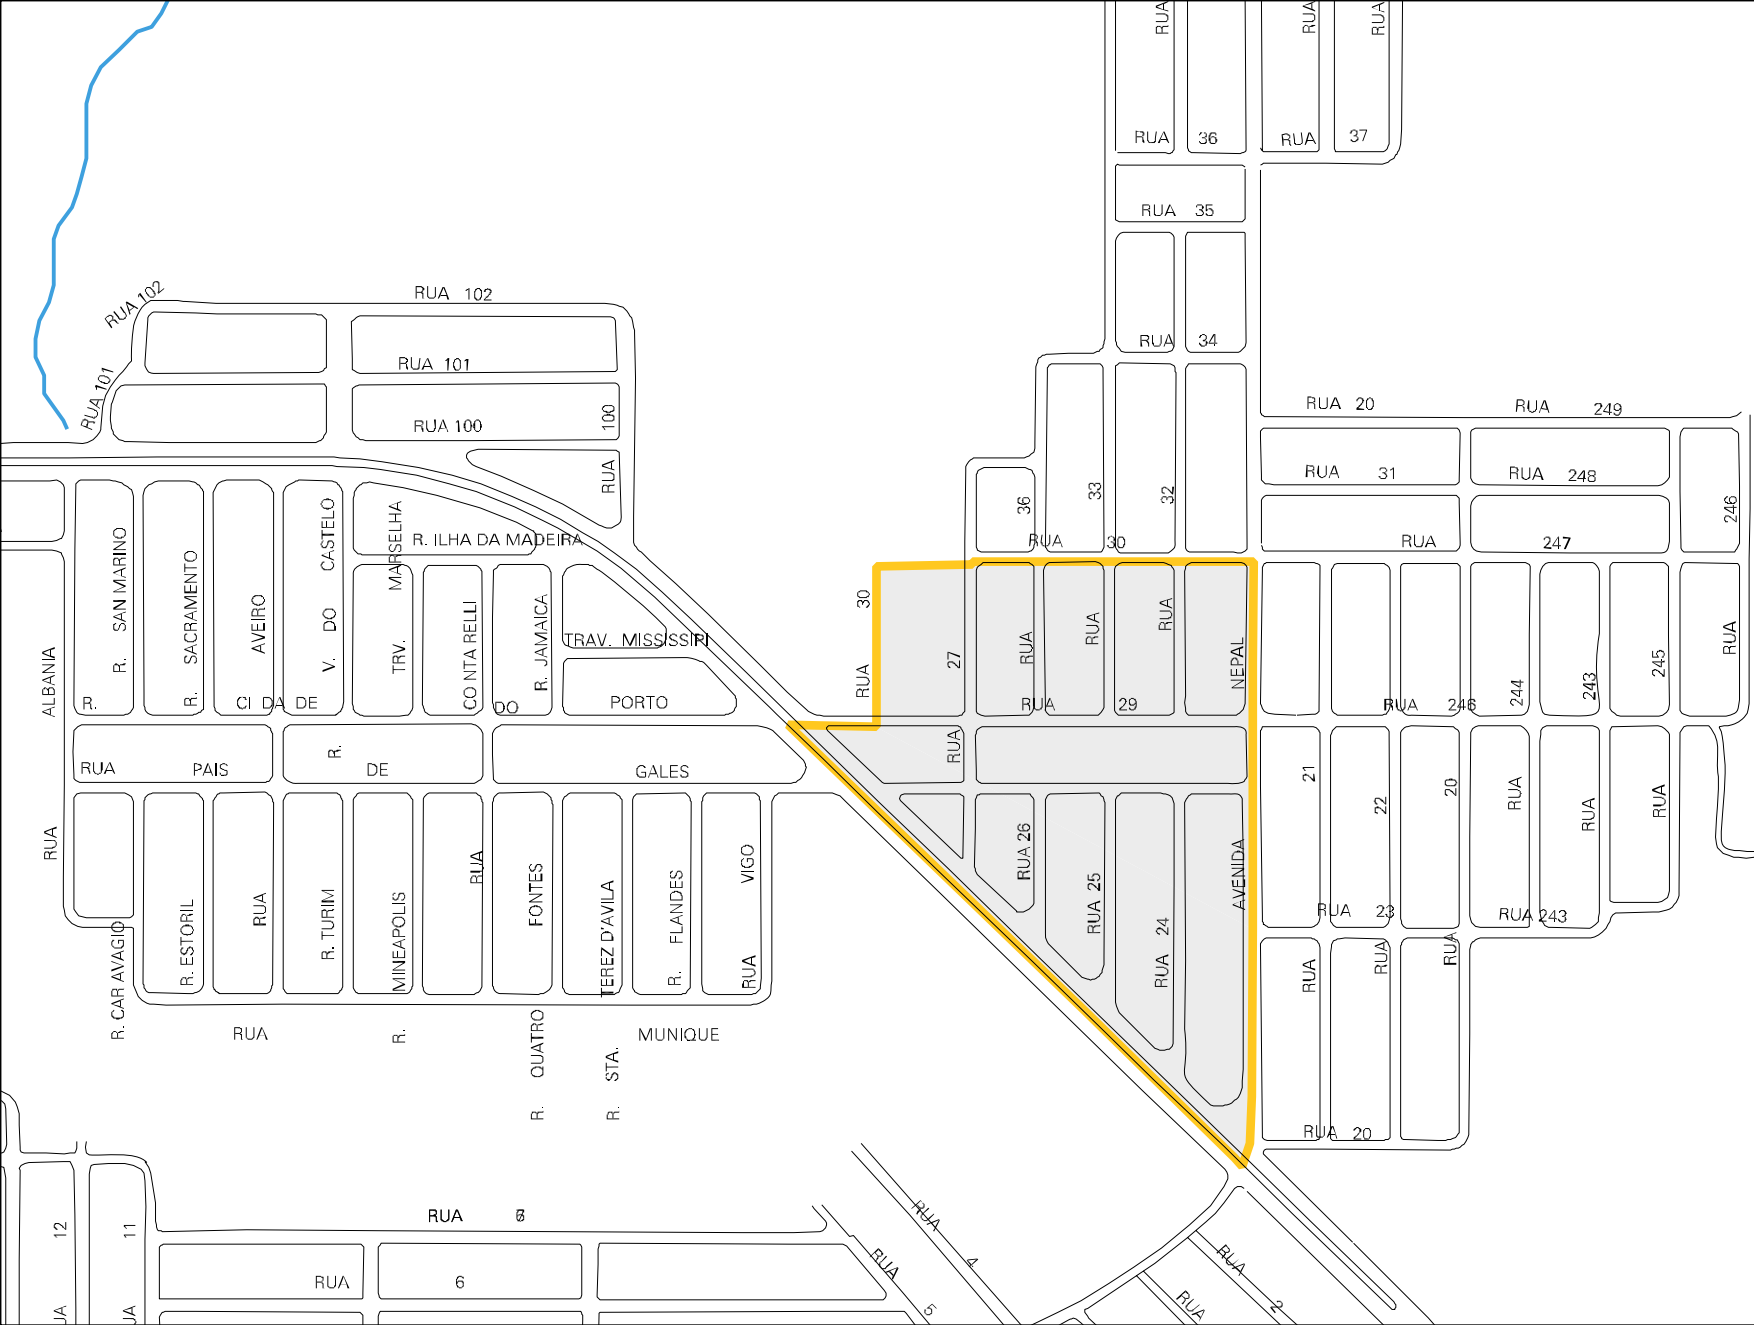 RUA
RUA
RUA
RUA 36
RUA 37
RUA 35
RUA 102
RUA 102
RUA 34
RUA 101
RUA 101
RUA 20
RUA 249
RUA 100
RUA 100
RUA 31
RUA 248
36
33
32
246
R. ILHA DA MADEIRA
RUA 30
RUA
247
R. SAN MARINO
R. SACRAMENTO
AVEIRO
V. DO CASTELO
TRV. MARSELHA
CONTARELLI
R. JAMAICA
TRAV. MISSISSIPI
RUA 30
27
RUA
RUA
RUA
NEPAL
RUA ALBANIA
R. CIDADE DO PORTO
RUA 29
RUA 246
244
243
245
RUA
RUA PAIS DE GALES
R.
RUA
21
22
20
RUA
RUA
RUA
RUA 26
RUA 25
RUA 24
AVENIDA
RUA 23
RUA 243
RUA
RUA
RUA
R. CAR AVAGIO
R. ESTORIL
RUA
R. TURIM
R. MINEAPOLIS
RUA
R. QUATRO FONTES
R. STA. TEREZ D'AVILA
R. FLANDES
RUA VIGO
RUA MUNIQUE
RUA 20
12
11
RUA
RUA 6
RUA 4
RUA 5
RUA 2
RUA
UA
UA